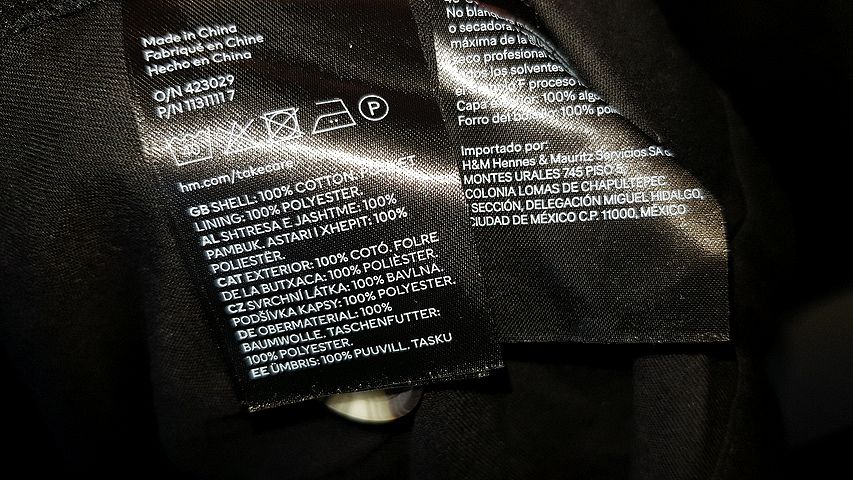 Made in China
Fabriqué en Chine
Hecho en China
O/N 423029
P/N 1131111 7
P
hm.com/takecare
GB SHELL: 100% COTTON.
LINING: 100% POLYESTER.
AL SHTRESA E JASHTME: 100%
PAMBUK. ASTARI I XHEPIT: 100%
POLIESTËR.
CAT EXTERIOR: 100% COTÓ. FOLRE
DE LA BUTXACA: 100% POLIÈSTER.
CZ SVRCHNÍ LÁTKA: 100% BAVLNA.
PODŠÍVKA KAPSY: 100% POLYESTER.
DE OBERMATERIAL: 100%
BAUMWOLLE. TASCHENFUTTER:
100% POLYESTER.
EE ÜMBRIS: 100% PUUVILL. TASKU
No
o secadora
máxima de la
profesional
los solventes
proceso
Capa 100%
Forro del 100%
Importado por:
H&M Hennes & Mauritz Servicios SA
MONTES URALES 745 PISO 5
COLONIA LOMAS DE CHAPULTEPEC
SECCIÓN, DELEGACIÓN MIGUEL HIDALGO,
CIUDAD DE MÉXICO C.P. 11000, MÉXICO